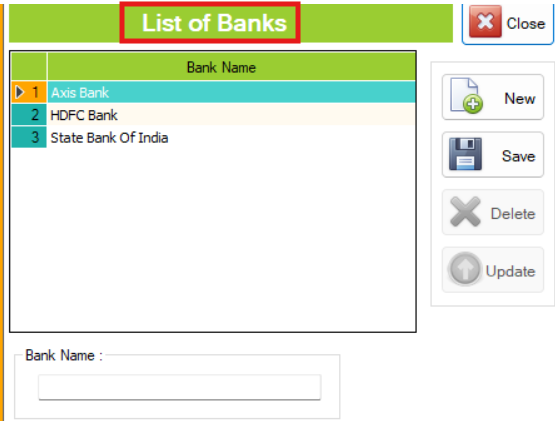 List of Banks
Close
Bank Name
1 Axis Bank
2 HDFC Bank
3 State Bank Of India
New
Save
Delete
Update
Bank Name :